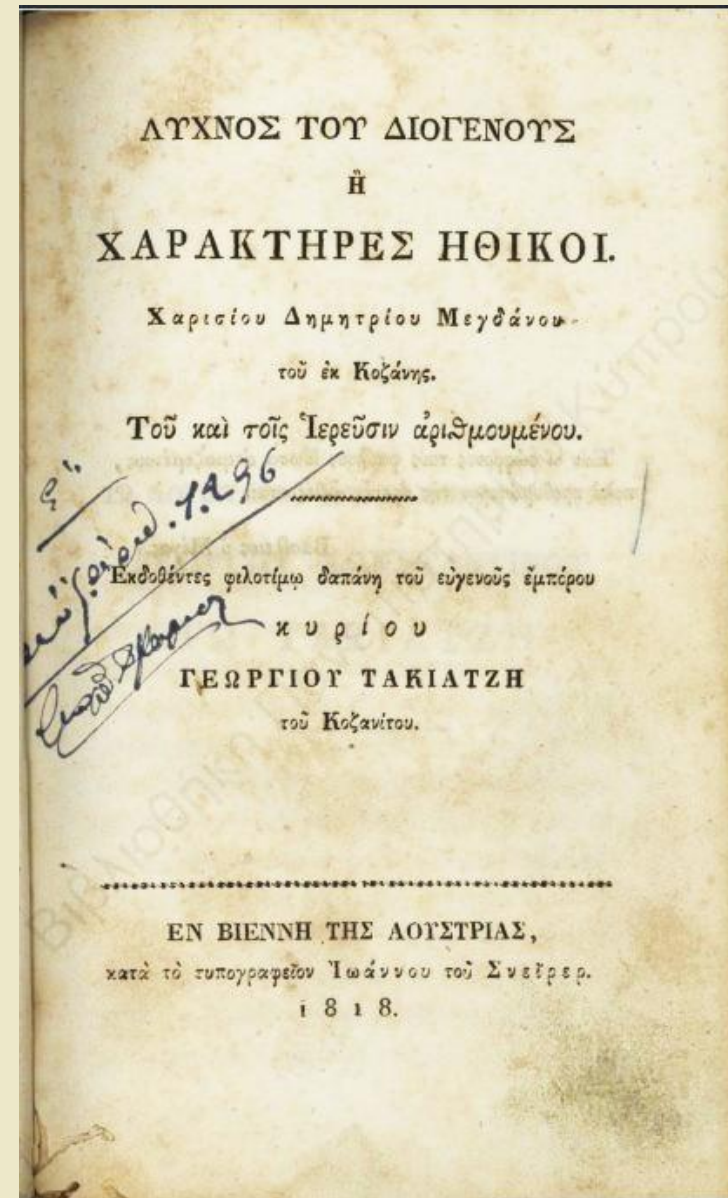 ΛΥΧΝΟΣ ΤΟΥ ΔΙΟΓΕΝΟΥΣ
Ἢ
ΧΑΡΑΚΤΗΡΕΣ ΗΘΙΚΟΙ.
Χαρισίου Δημητρίου Μεγδάνου
τοῦ ἐκ Κοζάνης.
Τοῦ καὶ τοῖς Ἱερεῦσιν ἀριθμουμένου.
1.296
Ἐκδοθέντες φιλοτίμῳ δαπάνῃ τοῦ εὐγενοῦς ἐμπόρου
κυρίου
ΓΕΩΡΓΙΟΥ ΤΑΚΙΑΤΖΗ
τοῦ Κοζανίτου.
ΕΝ ΒΙΕΝΝΗ ΤΗΣ ΑΟΥΣΤΡΙΑΣ,
κατὰ τὸ τυπογραφεῖον Ἰωάννου τοῦ Σνεῖρερ.
1818.